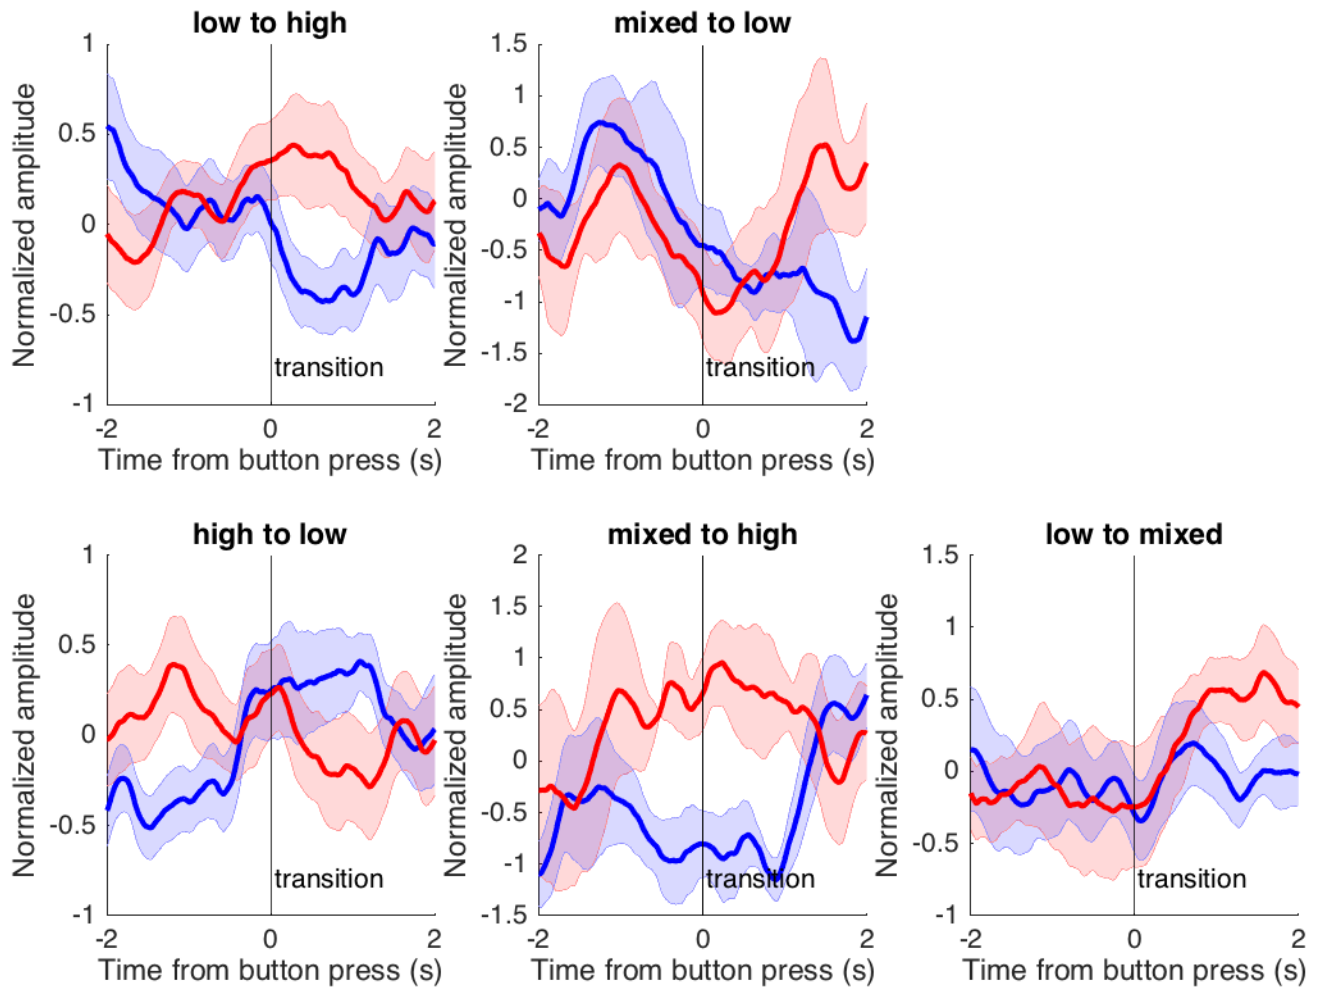 low to high
1
0.5
0
-0.5
-1
Normalized amplitude
transition
-2
0
2
Time from button press (s)
mixed to low
1.5
1
0.5
0
-0.5
-1
-1.5
-2
Normalized amplitude
transition
-2
0
2
Time from button press (s)
high to low
1
0.5
0
-0.5
-1
Normalized amplitude
transition
-2
0
2
Time from button press (s)
mixed to high
2
1.5
1
0.5
0
-0.5
-1
-1.5
Normalized amplitude
transition
-2
0
2
Time from button press (s)
low to mixed
1.5
1
0.5
0
-0.5
-1
Normalized amplitude
transition
-2
0
2
Time from button press (s)